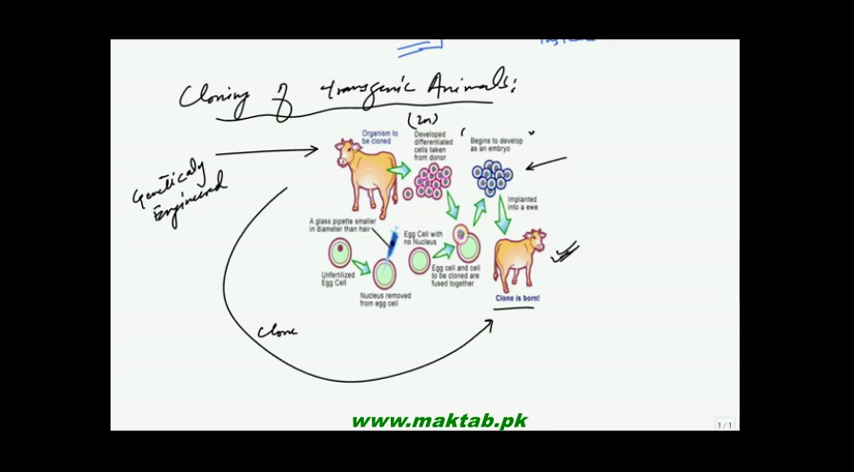 Cloning of Transgenic Animals:
(2n)
Organism to
be cloned
Developed
differentiated
cells taken
from donor
Begins to develop
as an embryo
Genetically
Engineered
Implanted
into a ewe
A glass pipette smaller
in diameter than hair
Egg Cell with
no Nucleus
Unfertilized
Egg Cell
Egg cell and cell
to be cloned are
fused together
Nucleus removed
from egg cell
Clone is born!
Clone
www.maktab.pk
1/1